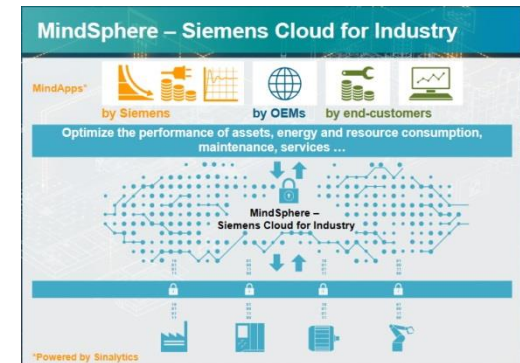 MindSphere – Siemens Cloud for Industry
MindApps*
by Siemens
by OEMs
by end-customers
Optimize the performance of assets, energy and resource consumption,
maintenance, services ...
MindSphere –
Siemens Cloud for Industry
*Powered by Sinalytics